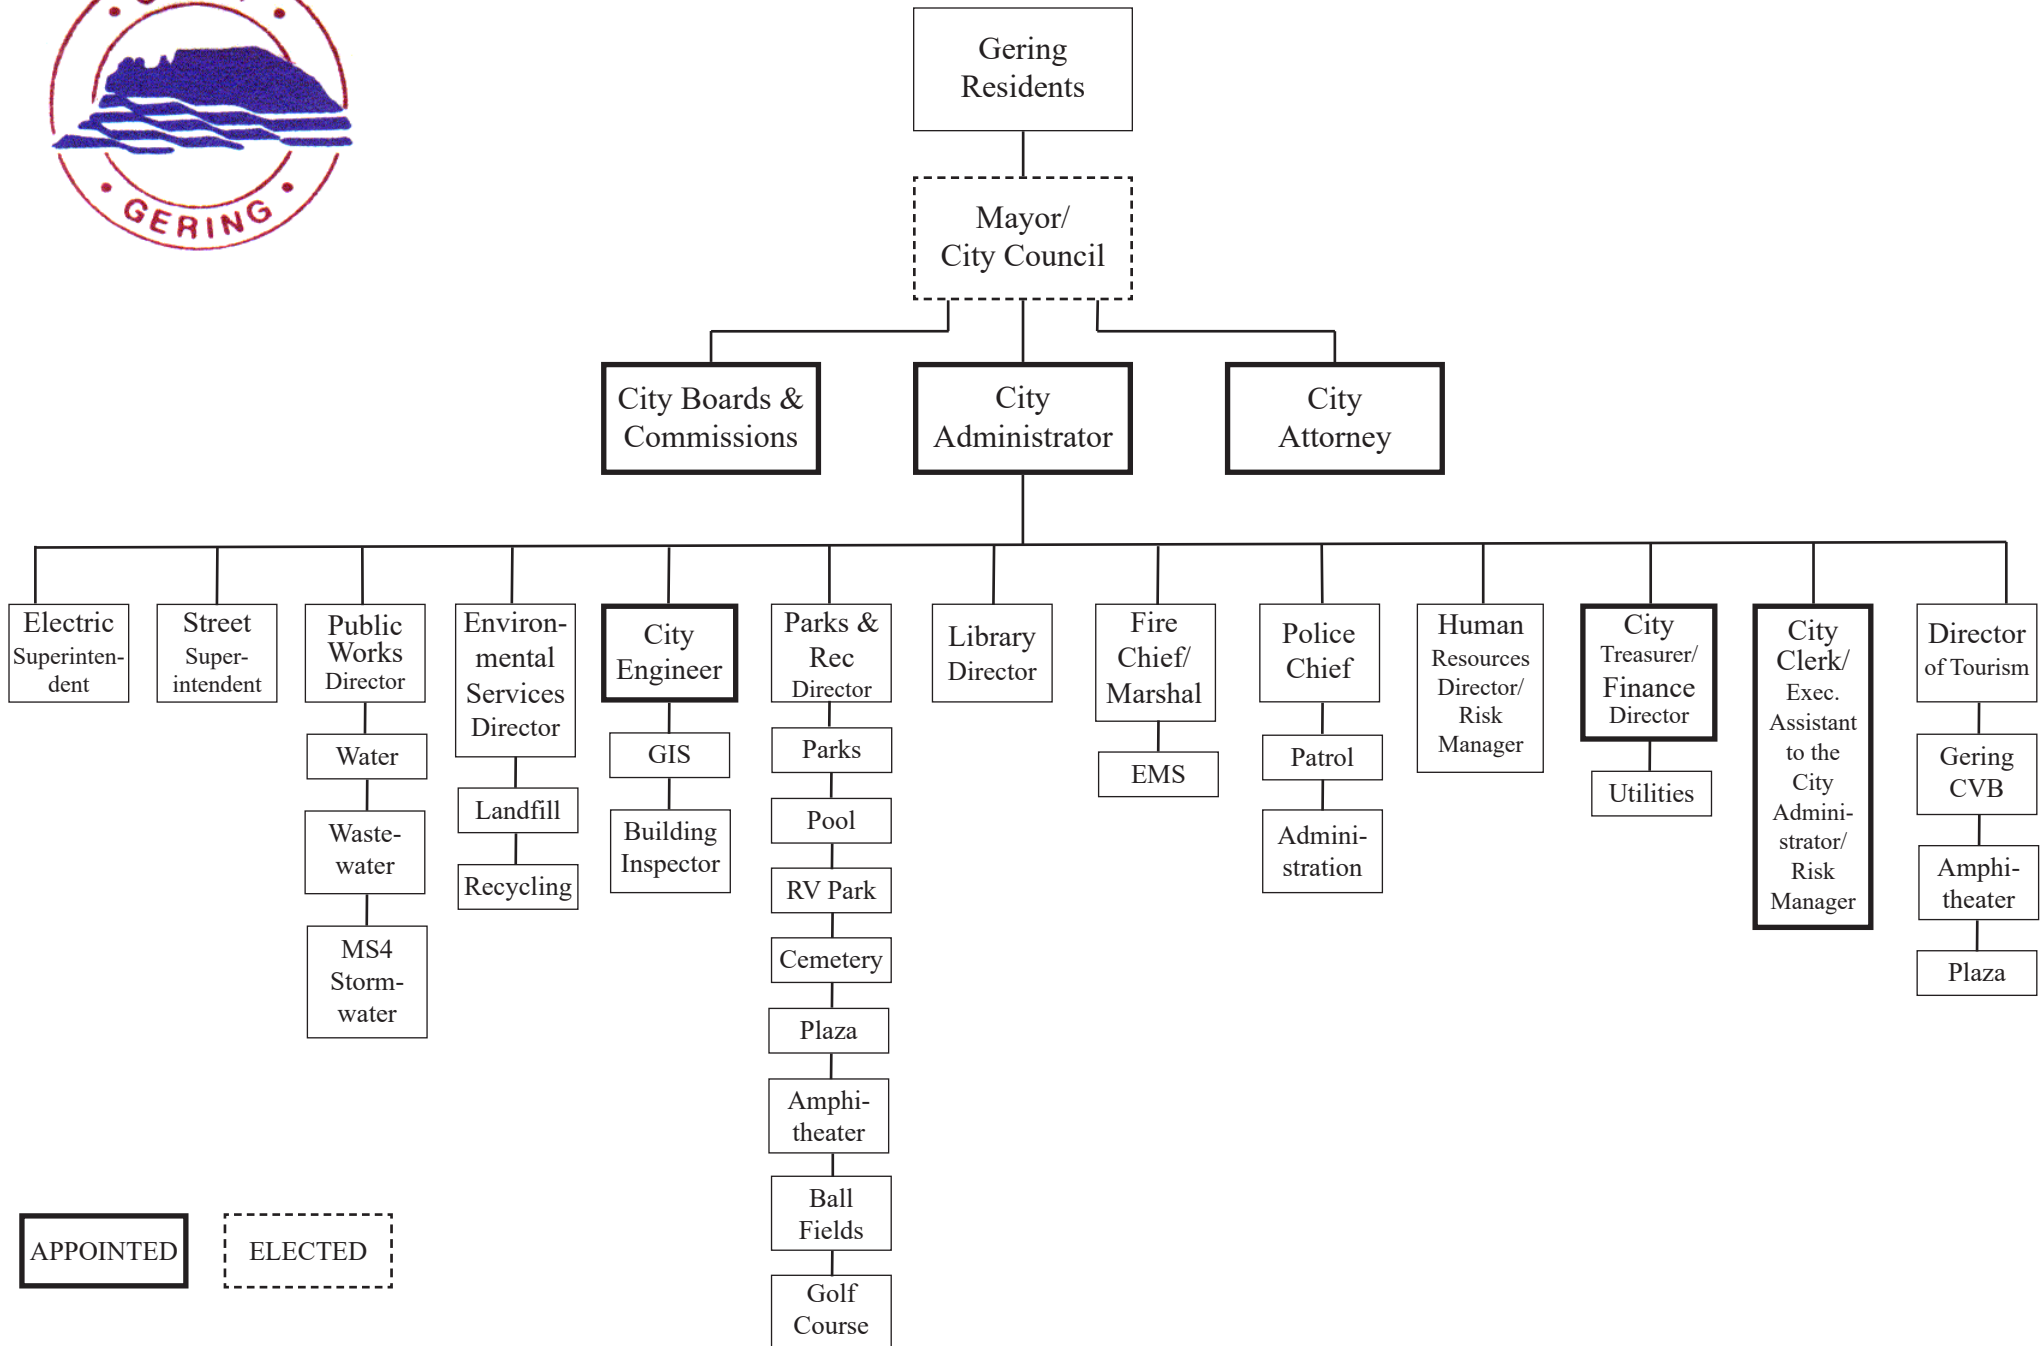 GERING
Gering
Residents
Mayor/
City Council
City Boards &
Commissions
City
Administrator
City
Attorney
Electric
Superinten-
dent
Street
Super-
intendent
Public
Works
Director
Water
Waste-
water
MS4
Storm-
water
Environ-
mental
Services
Director
Landfill
Recycling
City
Engineer
GIS
Building
Inspector
Parks &
Rec
Director
Parks
Pool
RV Park
Cemetery
Plaza
Amphi-
theater
Ball
Fields
Golf
Course
Library
Director
Fire
Chief/
Marshal
EMS
Police
Chief
Patrol
Admini-
stration
Human
Resources
Director/
Risk
Manager
City
Treasurer/
Finance
Director
Utilities
City
Clerk/
Exec.
Assistant
to the
City
Admini-
strator/
Risk
Manager
Director
of Tourism
Gering
CVB
Amphi-
theater
Plaza
APPOINTED
ELECTED